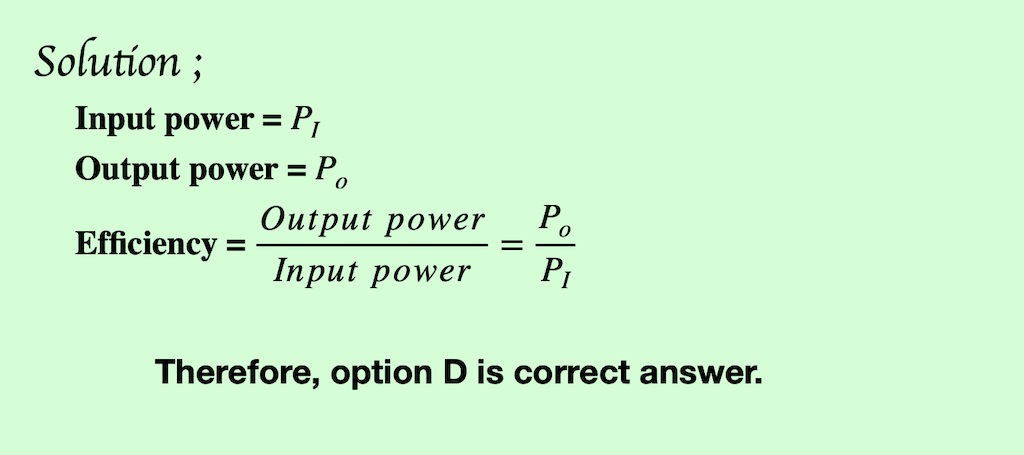 Solution ;
Input power = P_I
Output power = P_o
Efficiency = \frac{Output power}{Input power} = \frac{P_o}{P_I}
Therefore, option D is correct answer.